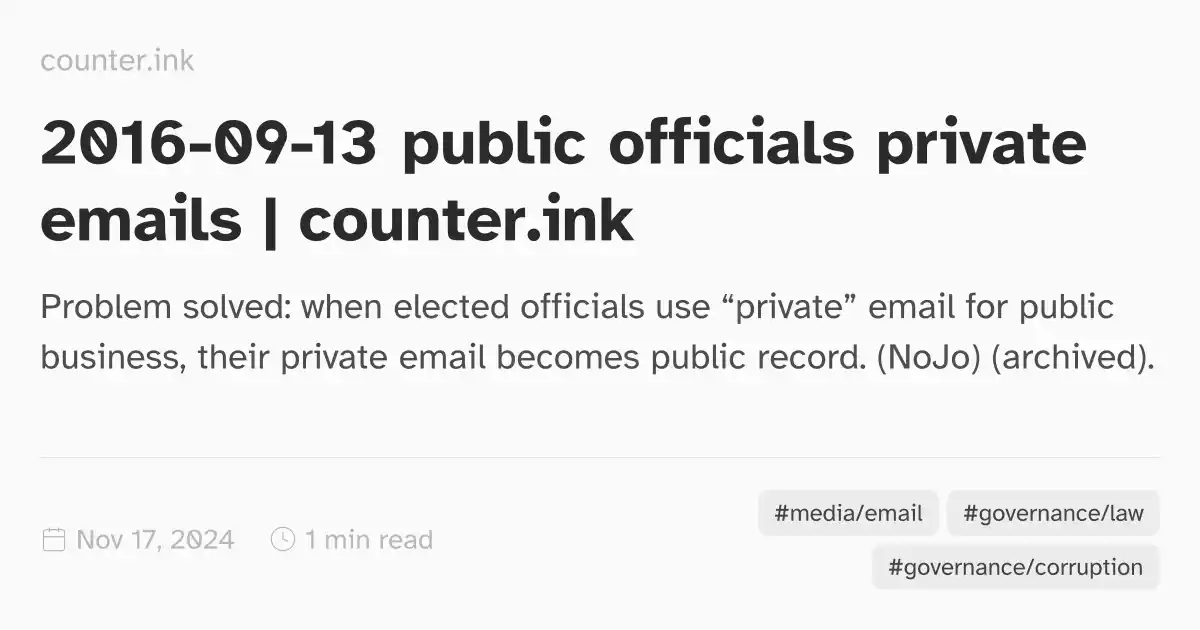 counter.ink
2016-09-13 public officials private
emails | counter.ink
Problem solved: when elected officials use “private” email for public
business, their private email becomes public record. (NoJo) (archived).
Nov 17, 2024
1 min read
#media/email
#governance/law
#governance/corruption